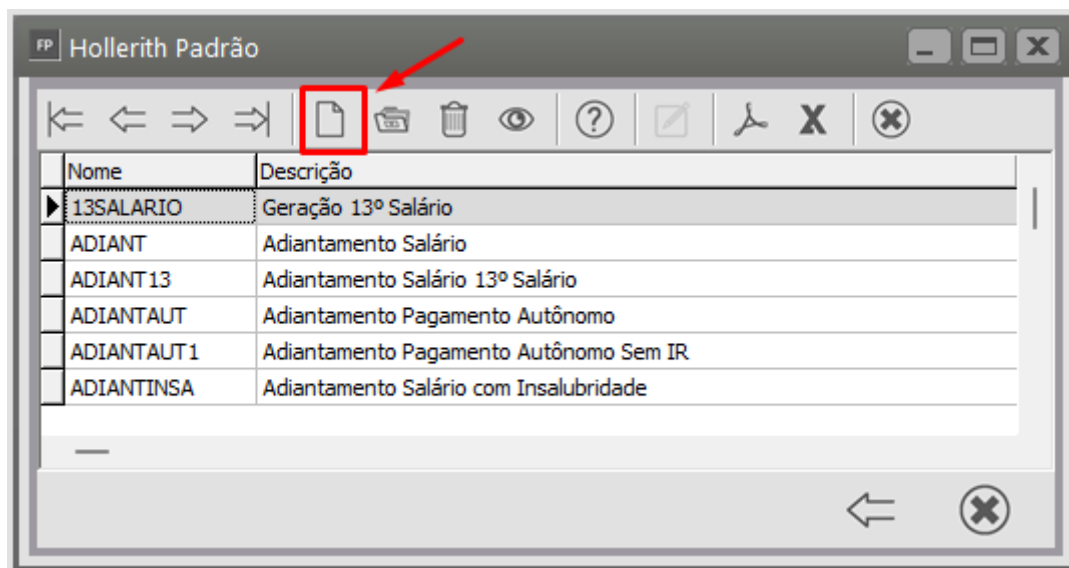 FP Hollerith Padrão
Nome Descrição
13SALARIO Geração 13º Salário
ADIANT Adiantamento Salário
ADIANT13 Adiantamento Salário 13º Salário
ADIANTAUT Adiantamento Pagamento Autônomo
ADIANTAUT1 Adiantamento Pagamento Autônomo Sem IR
ADIANTINSA Adiantamento Salário com Insalubridade